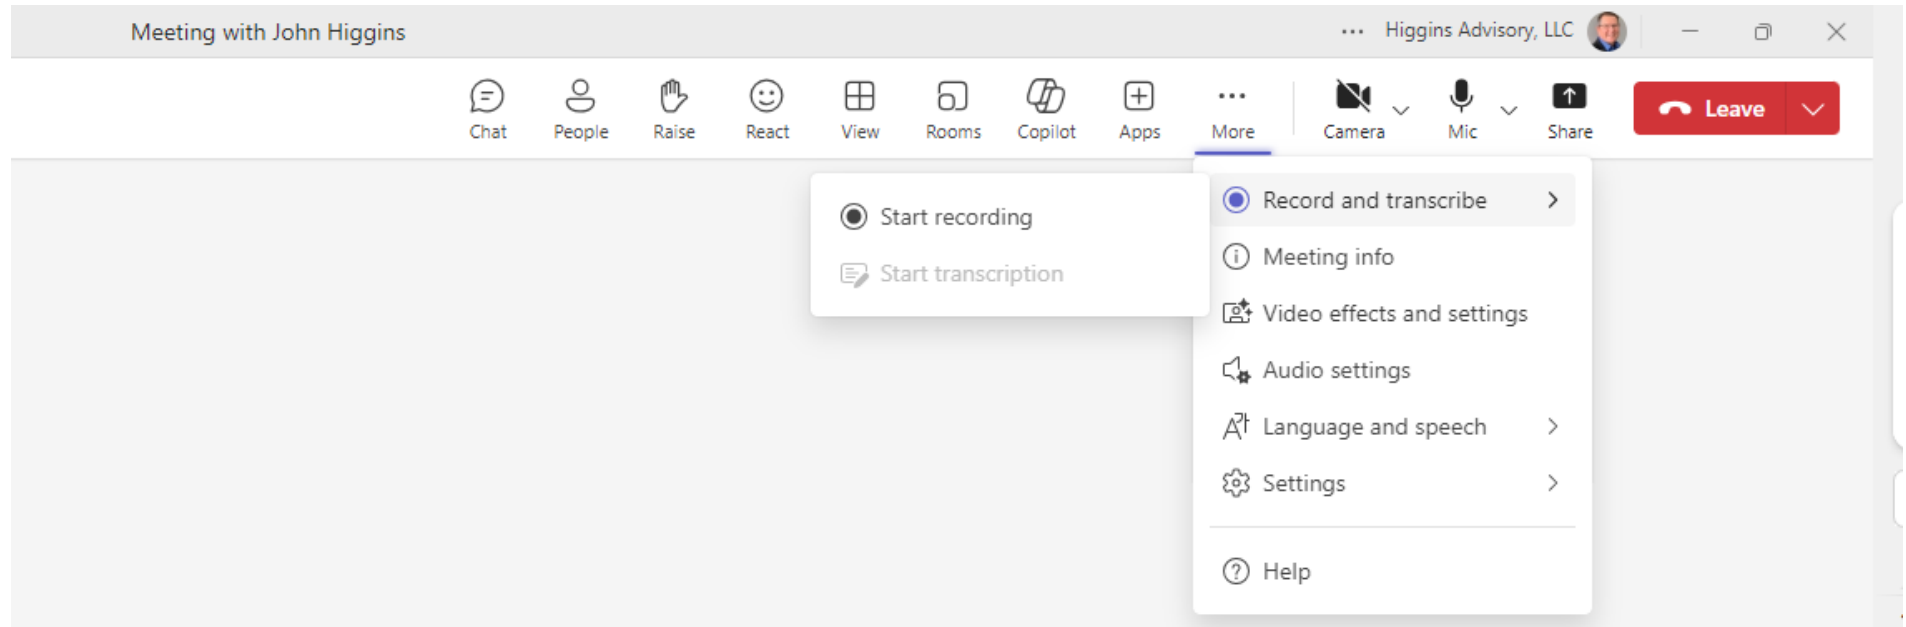 Meeting with John Higgins
... Higgins Advisory, LLC
Chat People Raise React View Rooms Copilot Apps More Camera Mic Share Leave
Start recording
Start transcription
Record and transcribe
Meeting info
Video effects and settings
Audio settings
Language and speech
Settings
Help